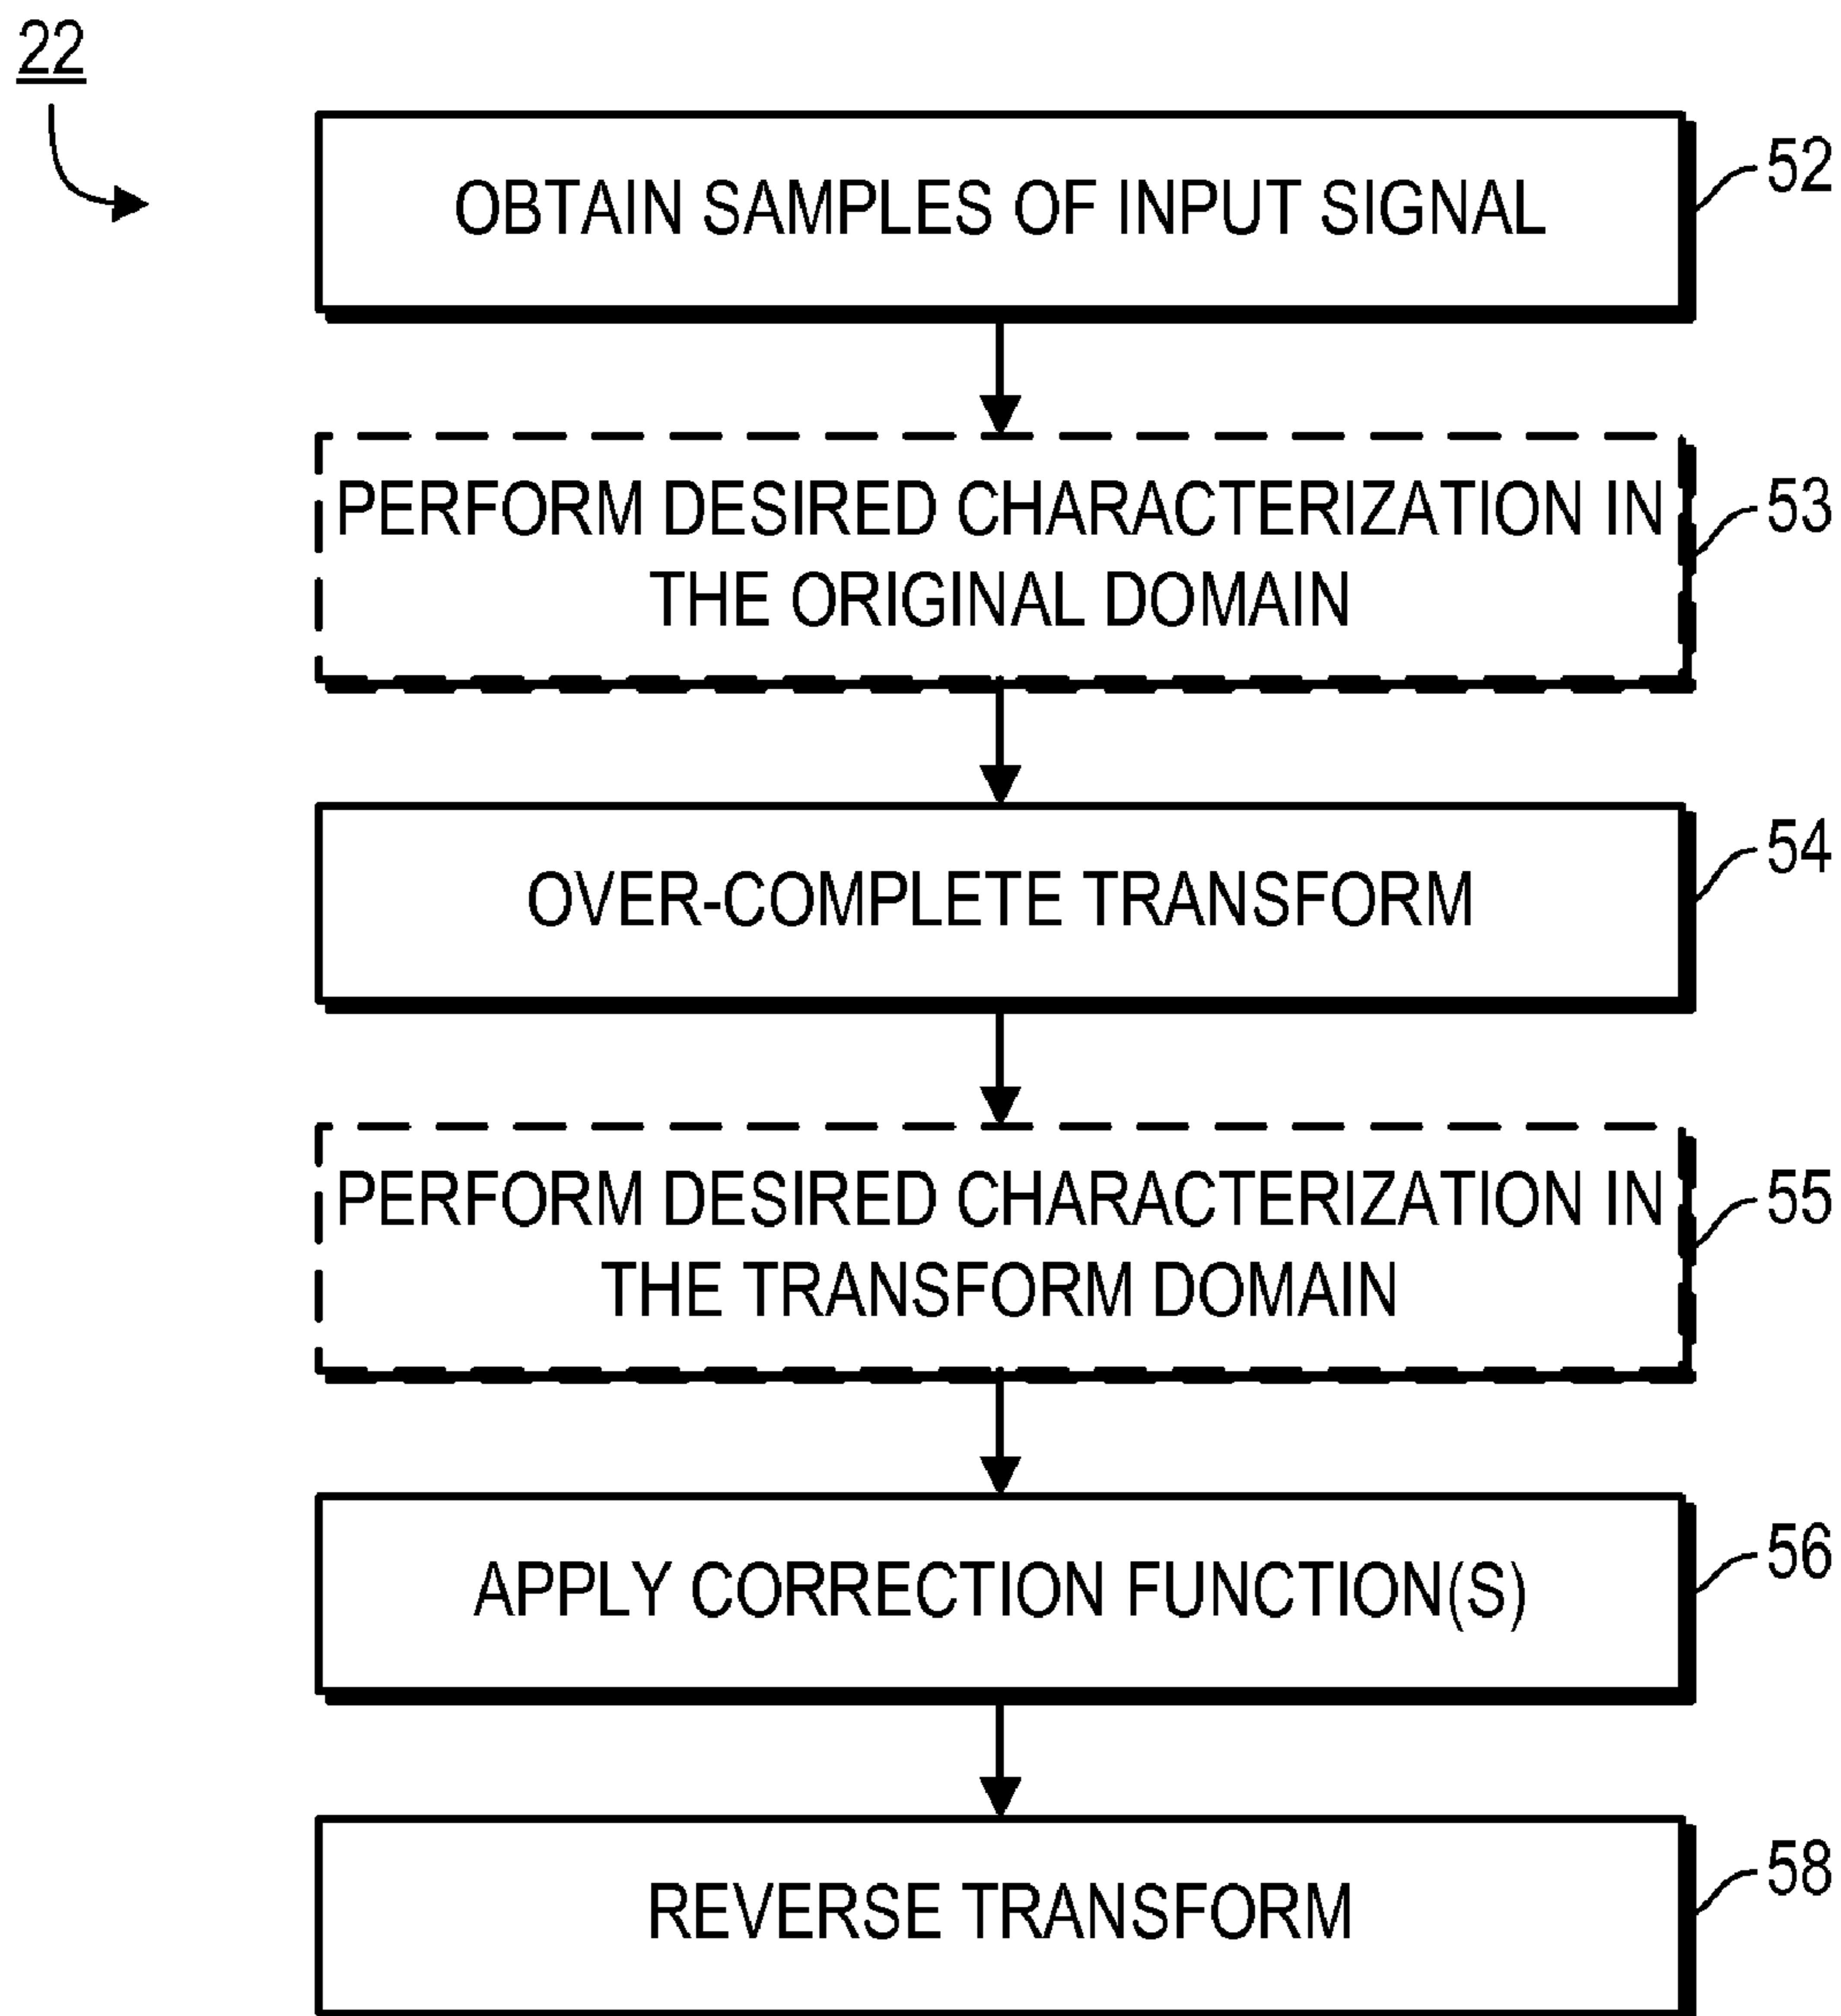 22
OBTAIN SAMPLES OF INPUT SIGNAL
52
PERFORM DESIRED CHARACTERIZATION IN
THE ORIGINAL DOMAIN
53
OVER-COMPLETE TRANSFORM
54
PERFORM DESIRED CHARACTERIZATION IN
THE TRANSFORM DOMAIN
55
APPLY CORRECTION FUNCTION(S)
56
REVERSE TRANSFORM
58